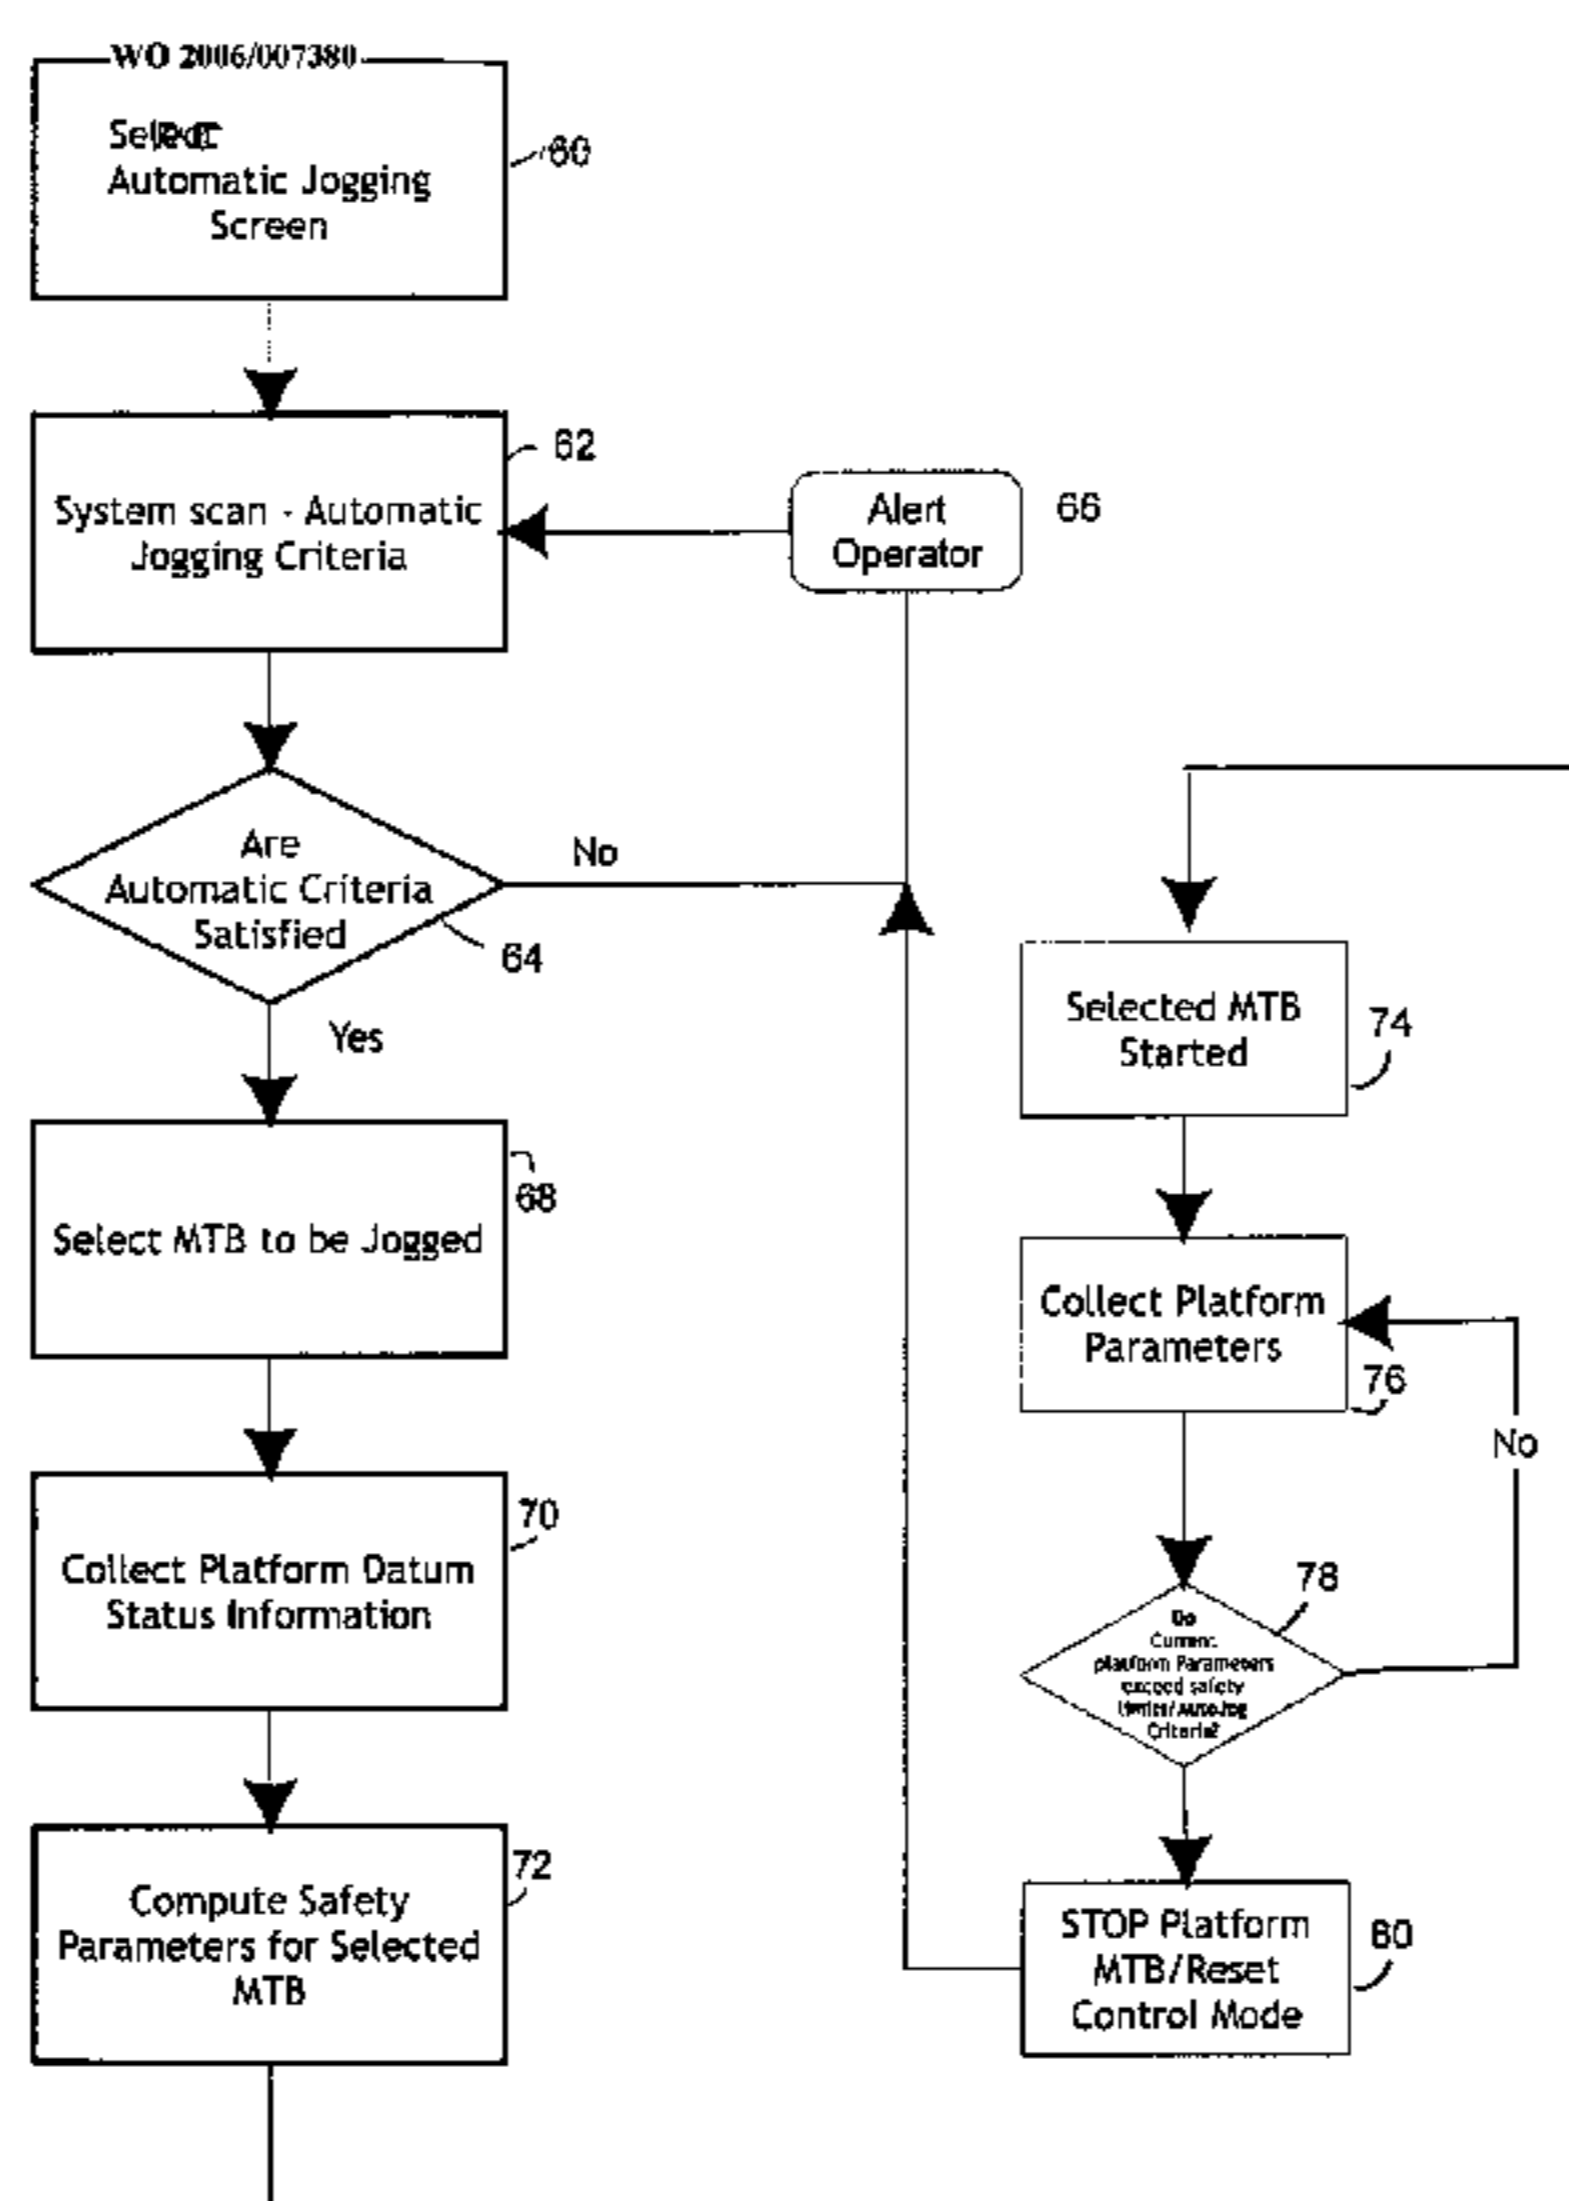 WO 2006/007380
Select
Automatic Jogging
Screen
60
System scan - Automatic
Jogging Criteria
62
Alert
Operator
66
Are
Automatic Criteria
Satisfied
64
No
Yes
Select MTB to be Jogged
68
Collect Platform Datum
Status Information
70
Compute Safety
Parameters for Selected
MTB
72
Selected MTB
Started
74
Collect Platform
Parameters
76
No
Do
Current
platform Parameters
exceed safety
limits/AutoJog
Criteria?
78
STOP Platform
MTB/Reset
Control Mode
80